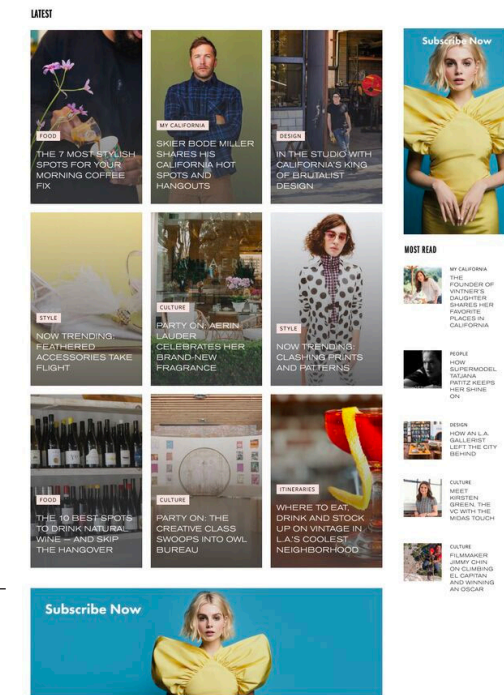 LATEST
FOOD
THE 7 MOST STYLISH
SPOTS FOR YOUR
MORNING COFFEE
FIX
MY CALIFORNIA
SKIER BODE MILLER
SHARES HIS
CALIFORNIA HOT
SPOTS AND
HANGOUTS
DESIGN
IN THE STUDIO WITH
CALIFORNIA'S KING
OF BRUTALIST
DESIGN
STYLE
NOW TRENDING:
FEATHERED
ACCESSORIES TAKE
FLIGHT
CULTURE
PARTY ON: AERIN
LAUDER
CELEBRATES HER
BRAND-NEW
FRAGRANCE
STYLE
NOW TRENDING:
CLASHING PRINTS
AND PATTERNS
FOOD
THE 10 BEST SPOTS
TO DRINK NATURAL
WINE — AND SKIP
THE HANGOVER
CULTURE
PARTY ON: THE
CREATIVE CLASS
SWOOPS INTO OWL
BUREAU
ITINERARIES
WHERE TO EAT,
DRINK AND STOCK
UP ON VINTAGE IN
L.A.'S COOLEST
NEIGHBORHOOD
Subscribe Now
Subscribe Now
MOST READ
MY CALIFORNIA
THE
FOUNDER OF
VINTNER'S
DAUGHTER
SHARES HER
FAVORITE
PLACES IN
CALIFORNIA
PEOPLE
HOW
SUPERMODEL
TATJANA
PATITZ KEEPS
HER SHINE
ON
DESIGN
HOW AN L.A.
GALLERIST
LEFT THE CITY
BEHIND
CULTURE
MEET
KIRSTEN
GREEN, THE
VC WITH THE
MIDAS TOUCH
CULTURE
FILMMAKER
JIMMY CHIN
ON CLIMBING
EL CAPITAN
AND WINNING
AN OSCAR